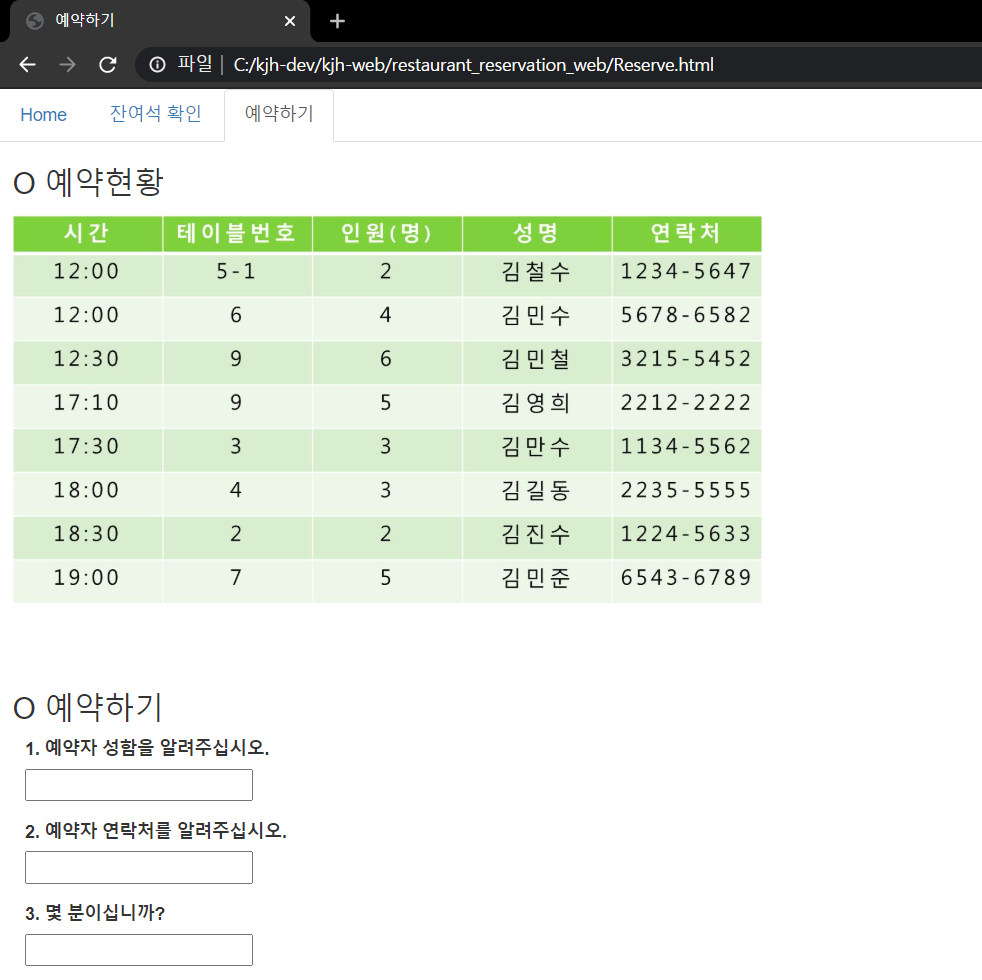 예약하기
파일 | C:/kjh-dev/kjh-web/restaurant_reservation_web/Reserve.html
Home 잔여석 확인 예약하기
O 예약현황
시간 테이블번호 인원(명) 성명 연락처
12:00 5-1 2 김철수 1234-5647
12:00 6 4 김민수 5678-6582
12:30 9 6 김민철 3215-5452
17:10 9 5 김영희 2212-2222
17:30 3 3 김만수 1134-5562
18:00 4 3 김길동 2235-5555
18:30 2 2 김진수 1224-5633
19:00 7 5 김민준 6543-6789
O 예약하기
1. 예약자 성함을 알려주십시오.
2. 예약자 연락처를 알려주십시오.
3. 몇 분이십니까?